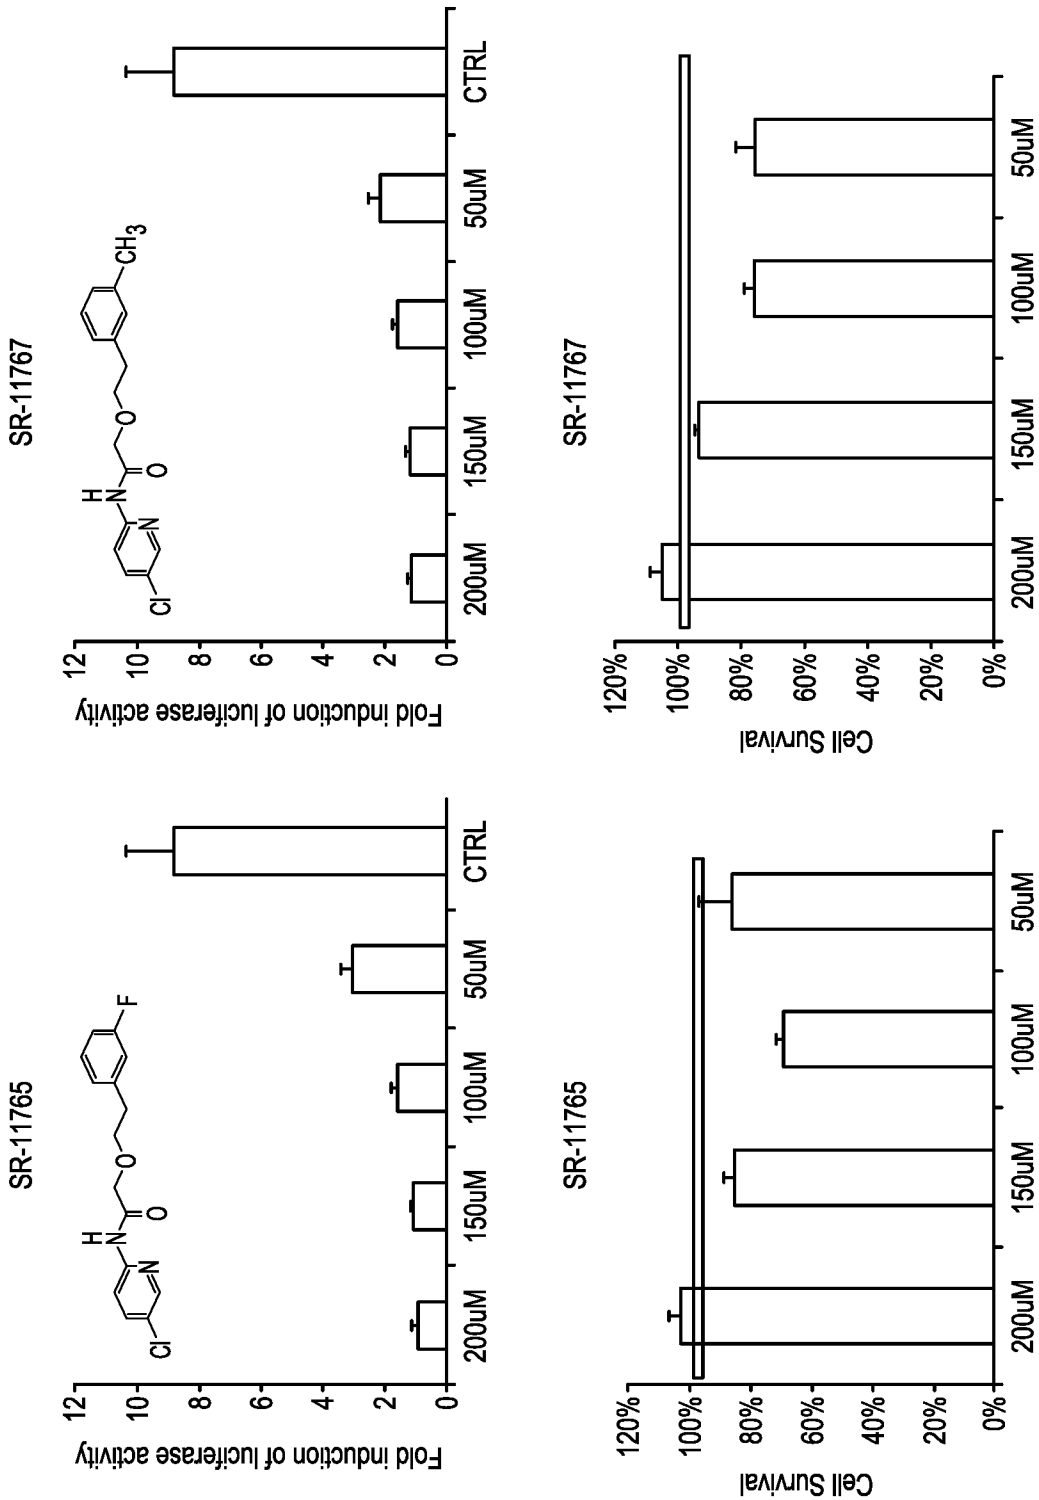 SR-11765
Cl
N
H
N
O
O
F
Fold induction of luciferase activity
12
10
8
6
4
2
0
200uM
150uM
100uM
50uM
CTRL
SR-11767
Cl
N
H
N
O
O
CH3
Fold induction of luciferase activity
12
10
8
6
4
2
0
200uM
150uM
100uM
50uM
CTRL
SR-11765
Cell Survival
120%
100%
80%
60%
40%
20%
0%
200uM
150uM
100uM
50uM
SR-11767
Cell Survival
120%
100%
80%
60%
40%
20%
0%
200uM
150uM
100uM
50uM